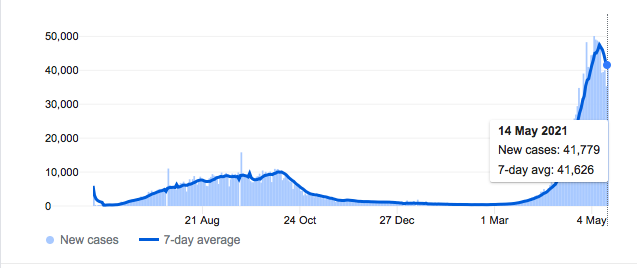 50,000
40,000
30,000
20,000
10,000
0
14 May 2021
New cases: 41,779
7-day avg: 41,626
21 Aug 24 Oct 27 Dec 1 Mar 4 May
New cases 7-day average